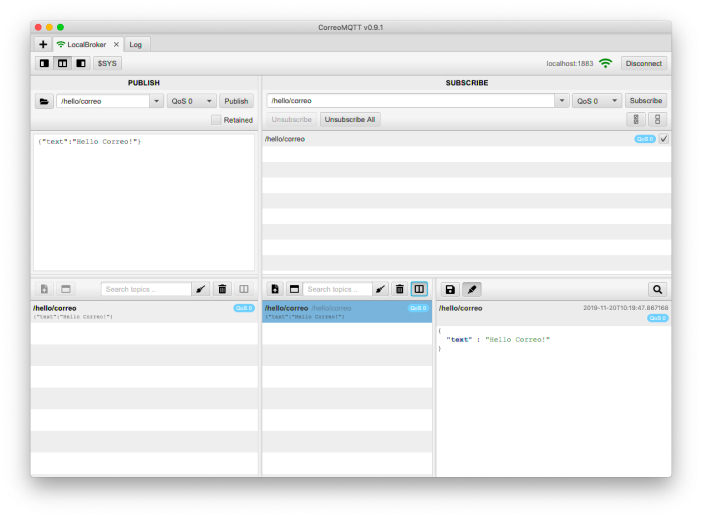 CorreoMQTT v0.9.1
LocalBroker
Log
$SYS
localhost:1883
Disconnect
PUBLISH
/hello/correo
QoS 0
Publish
Retained
{"text":"Hello Correo!"}
SUBSCRIBE
/hello/correo
QoS 0
Subscribe
Unsubscribe
Unsubscribe All
/hello/correo
QoS 0
Search topics ..
/hello/correo
QoS 0
{"text":"Hello Correo!"}
Search topics ..
/hello/correo /hello/correo
QoS 0
{"text":"Hello Correo!"}
/hello/correo
2019-11-20T10:19:47.867168
QoS 0
{
"text" : "Hello Correo!"
}